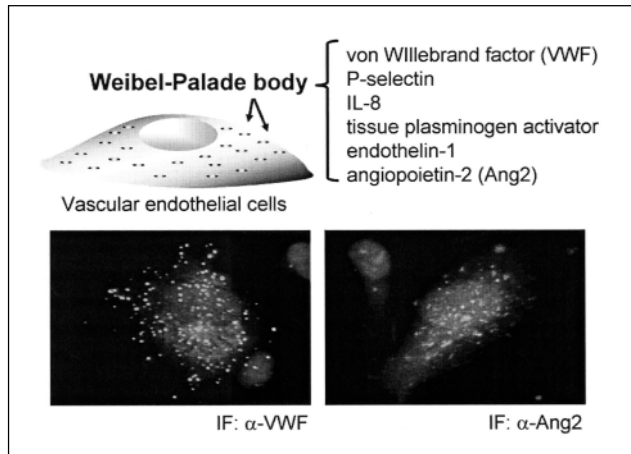 Weibel-Palade body
von WIllebrand factor (VWF)
P-selectin
IL-8
tissue plasminogen activator
endothelin-1
angiopoietin-2 (Ang2)
Vascular endothelial cells
IF: α-VWF
IF: α-Ang2